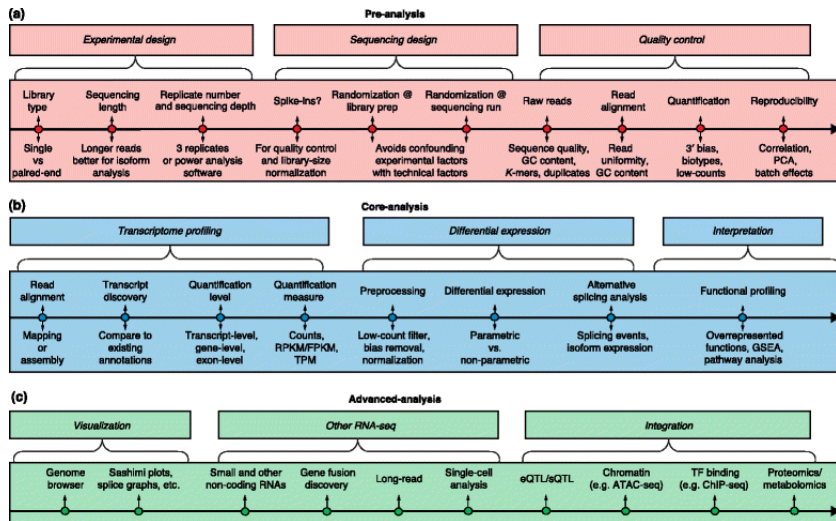 (a)
Pre-analysis
Experimental design
Sequencing design
Quality control
Library
type
Sequencing
length
Replicate number
and sequencing depth
Spike-ins?
Randomization @
library prep
Randomization @
sequencing run
Raw reads
Read
alignment
Quantification
Reproducibility
Single
vs
paired-end
Longer reads
better for isoform
analysis
3 replicates
or power analysis
software
For quality control
and library-size
normalization
Avoids confounding
experimental factors
with technical factors
Sequence quality,
GC content,
K-mers, duplicates
Read
uniformity,
GC content
3′ bias,
biotypes,
low-counts
Correlation,
PCA,
batch effects
(b)
Core-analysis
Transcriptome profiling
Differential expression
Interpretation
Read
alignment
Transcript
discovery
Quantification
level
Quantification
measure
Preprocessing
Differential expression
Alternative
splicing analysis
Functional profiling
Mapping
or
assembly
Compare to
existing
annotations
Transcript-level,
gene-level,
exon-level
Counts,
RPKM/FPKM,
TPM
Low-count filter,
bias removal,
normalization
Parametric
vs.
non-parametric
Splicing events,
isoform expression
Overrepresented
functions, GSEA,
pathway analysis
(c)
Advanced-analysis
Visualization
Other RNA-seq
Integration
Genome
browser
Sashimi plots,
splice graphs, etc.
Small and other
non-coding RNAs
Gene fusion
discovery
Long-read
Single-cell
analysis
eQTL/sQTL
Chromatin
(e.g. ATAC-seq)
TF binding
(e.g. ChIP-seq)
Proteomics/
metabolomics